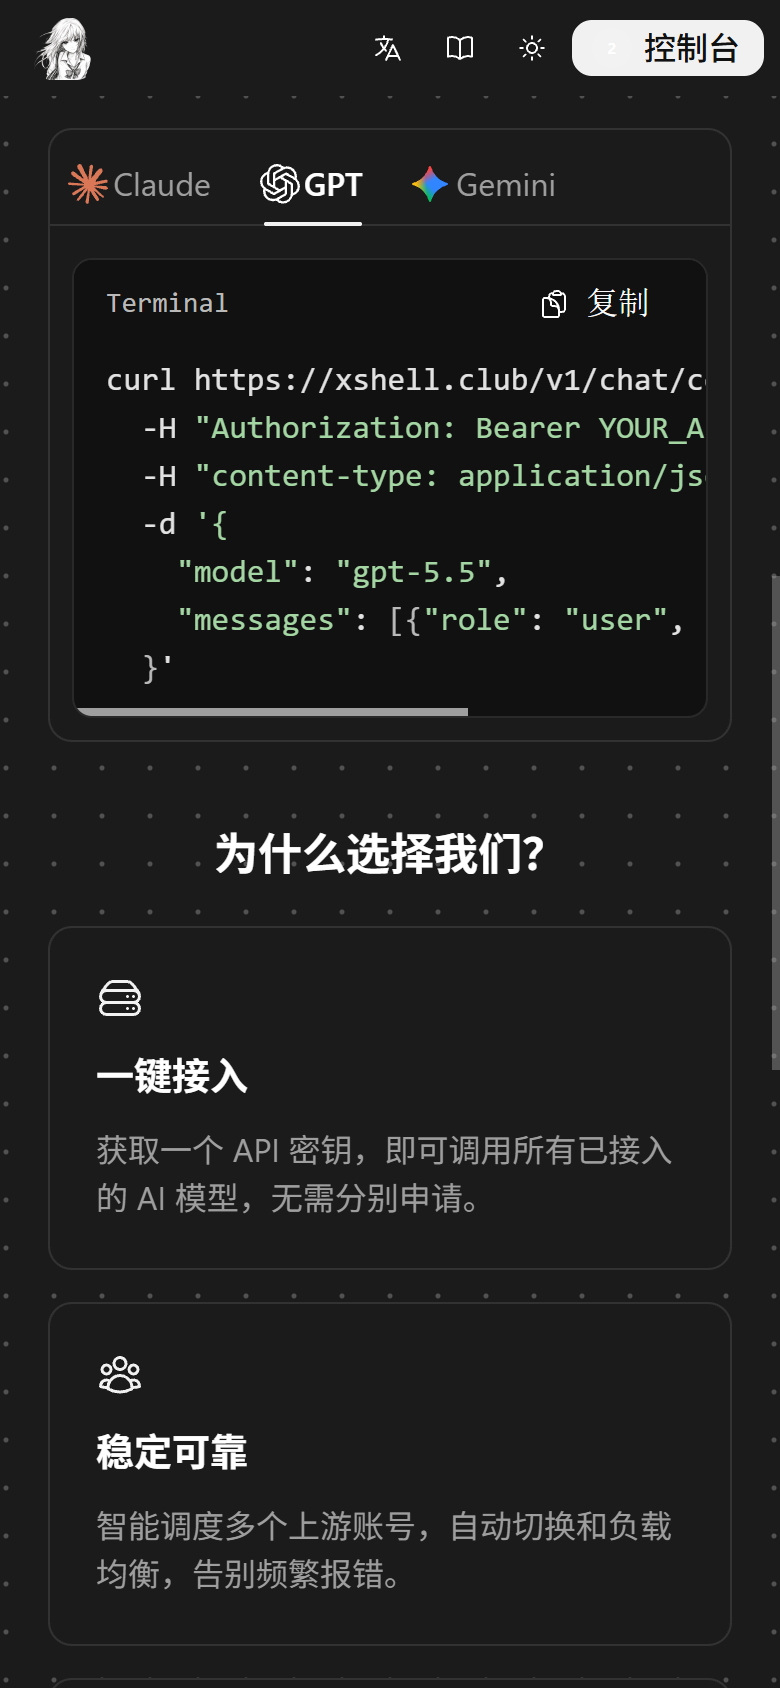 控制台
Claude GPT Gemini
Terminal 复制
curl https://xshell.club/v1/chat/c
-H "Authorization: Bearer YOUR_A
-H "content-type: application/js
-d '{
"model": "gpt-5.5",
"messages": [{"role": "user",
}'
为什么选择我们？
一键接入
获取一个 API 密钥，即可调用所有已接入
的 AI 模型，无需分别申请。
稳定可靠
智能调度多个上游账号，自动切换和负载
均衡，告别频繁报错。